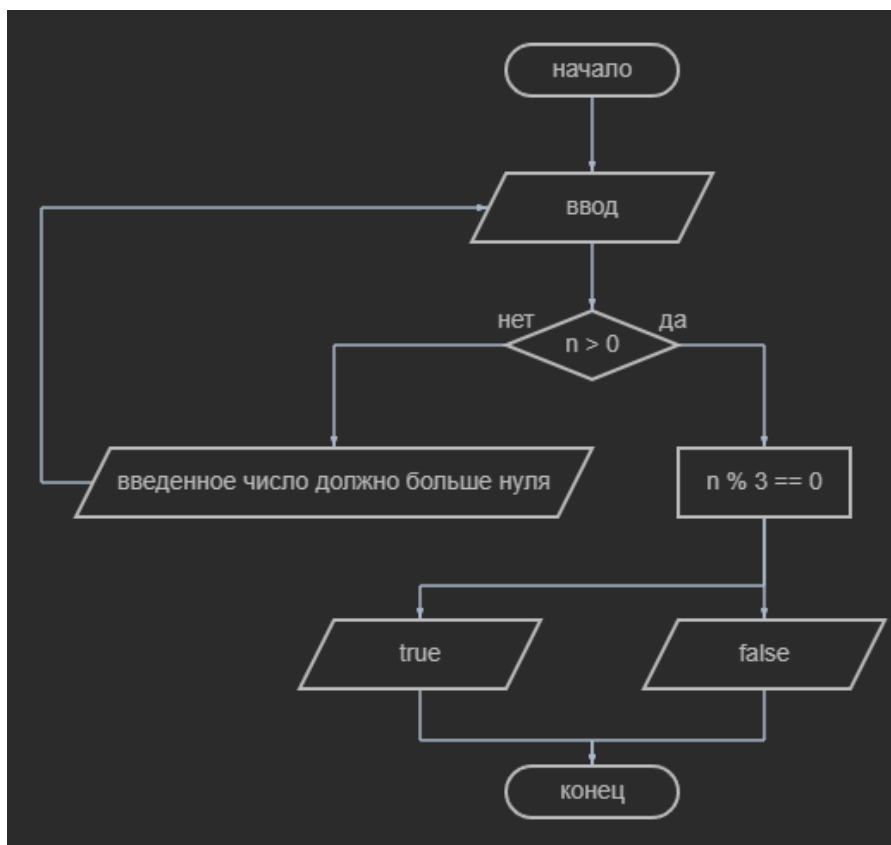 начало
ввод
нет
да
n > 0
введенное число должно больше нуля
n % 3 == 0
true
false
конец